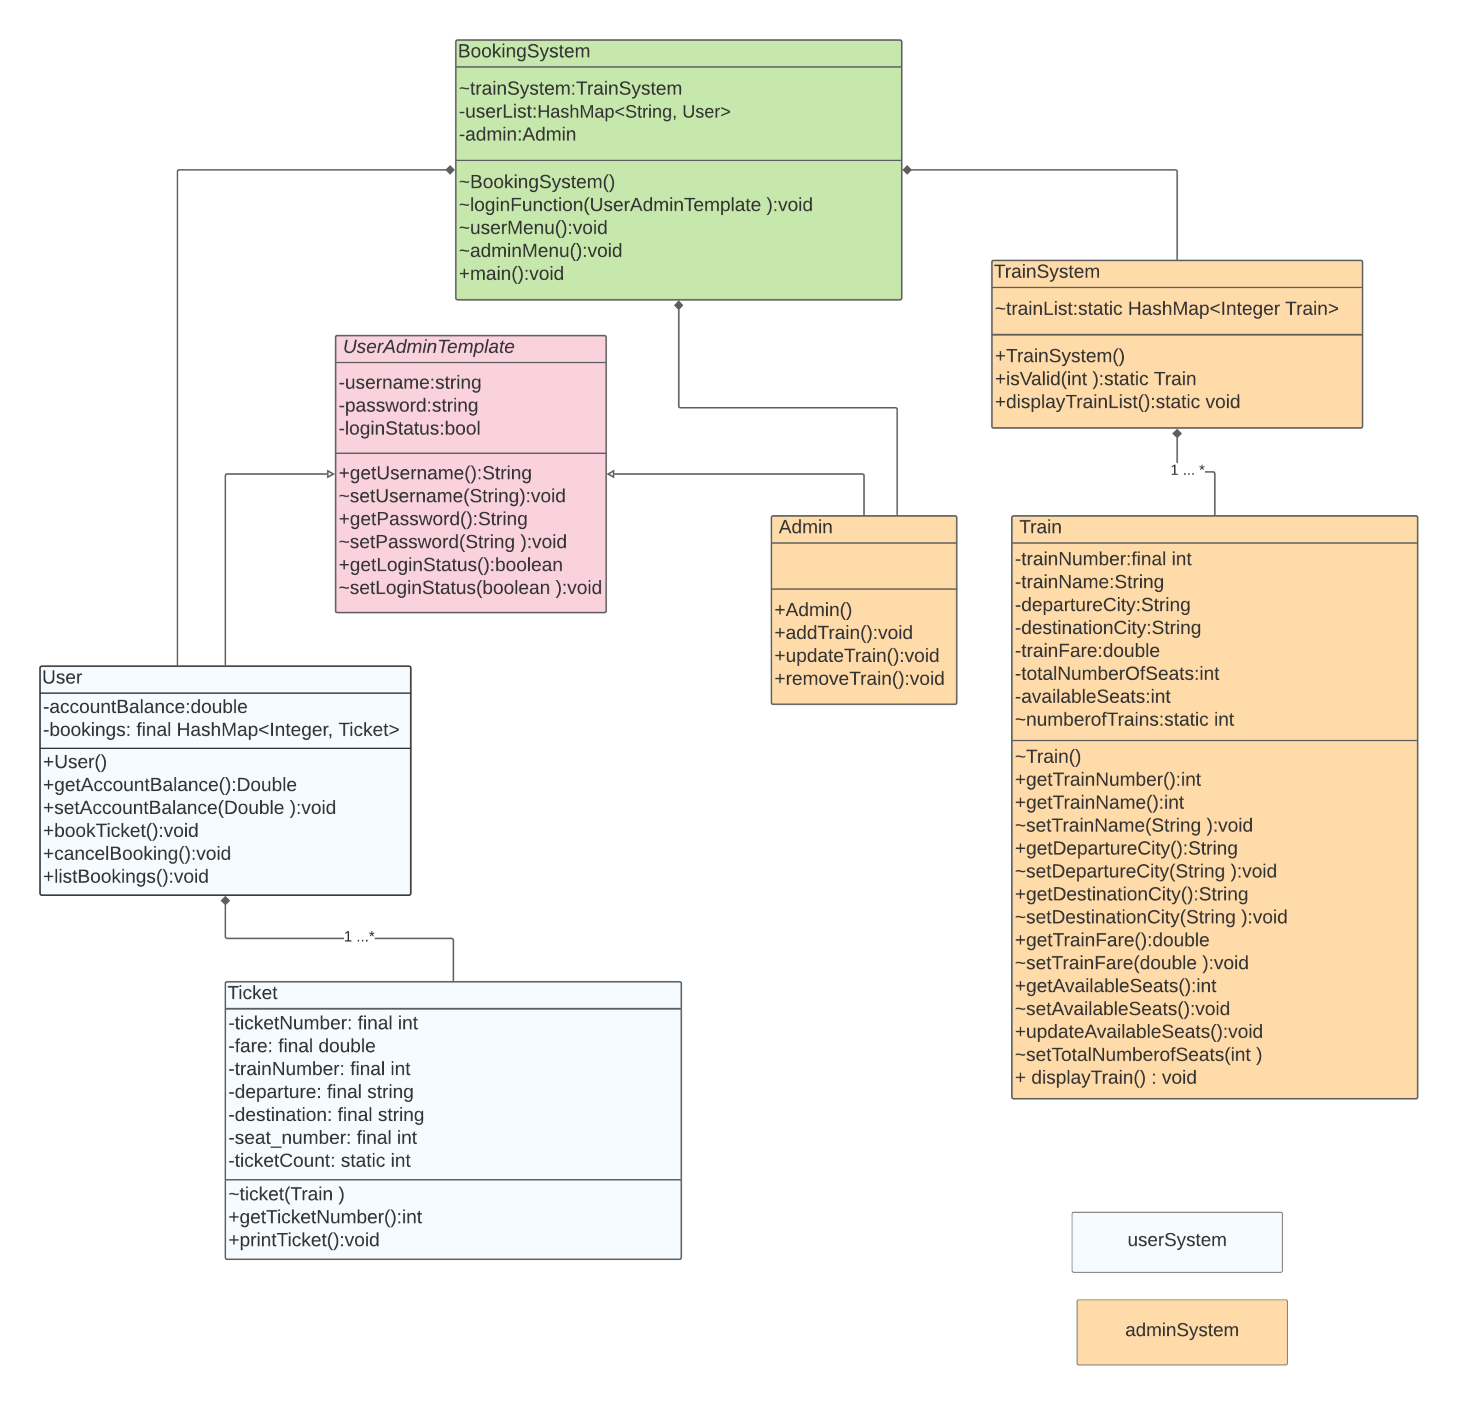 BookingSystem
~trainSystem:TrainSystem
-userList:HashMap<String, User>
-admin:Admin
~BookingSystem()
~loginFunction(UserAdminTemplate ):void
~userMenu():void
~adminMenu():void
+main():void
TrainSystem
~trainList:static HashMap<Integer Train>
+TrainSystem()
+isValid(int ):static Train
+displayTrainList():static void
UserAdminTemplate
-username:string
-password:string
-loginStatus:bool
+getUsername():String
~setUsername(String):void
+getPassword():String
~setPassword(String ):void
+getLoginStatus():boolean
~setLoginStatus(boolean ):void
1 ... *
Admin
+Admin()
+addTrain():void
+updateTrain():void
+removeTrain():void
Train
-trainNumber:final int
-trainName:String
-departureCity:String
-destinationCity:String
-trainFare:double
-totalNumberOfSeats:int
-availableSeats:int
~numberofTrains:static int
~Train()
+getTrainNumber():int
+getTrainName():int
~setTrainName(String ):void
+getDepartureCity():String
~setDepartureCity(String ):void
+getDestinationCity():String
~setDestinationCity(String ):void
+getTrainFare():double
~setTrainFare(double ):void
+getAvailableSeats():int
~setAvailableSeats():void
+updateAvailableSeats():void
~setTotalNumberofSeats(int )
+ displayTrain() : void
User
-accountBalance:double
-bookings: final HashMap<Integer, Ticket>
+User()
+getAccountBalance():Double
+setAccountBalance(Double ):void
+bookTicket():void
+cancelBooking():void
+listBookings():void
1 ...*
Ticket
-ticketNumber: final int
-fare: final double
-trainNumber: final int
-departure: final string
-destination: final string
-seat_number: final int
-ticketCount: static int
~ticket(Train )
+getTicketNumber():int
+printTicket():void
userSystem
adminSystem